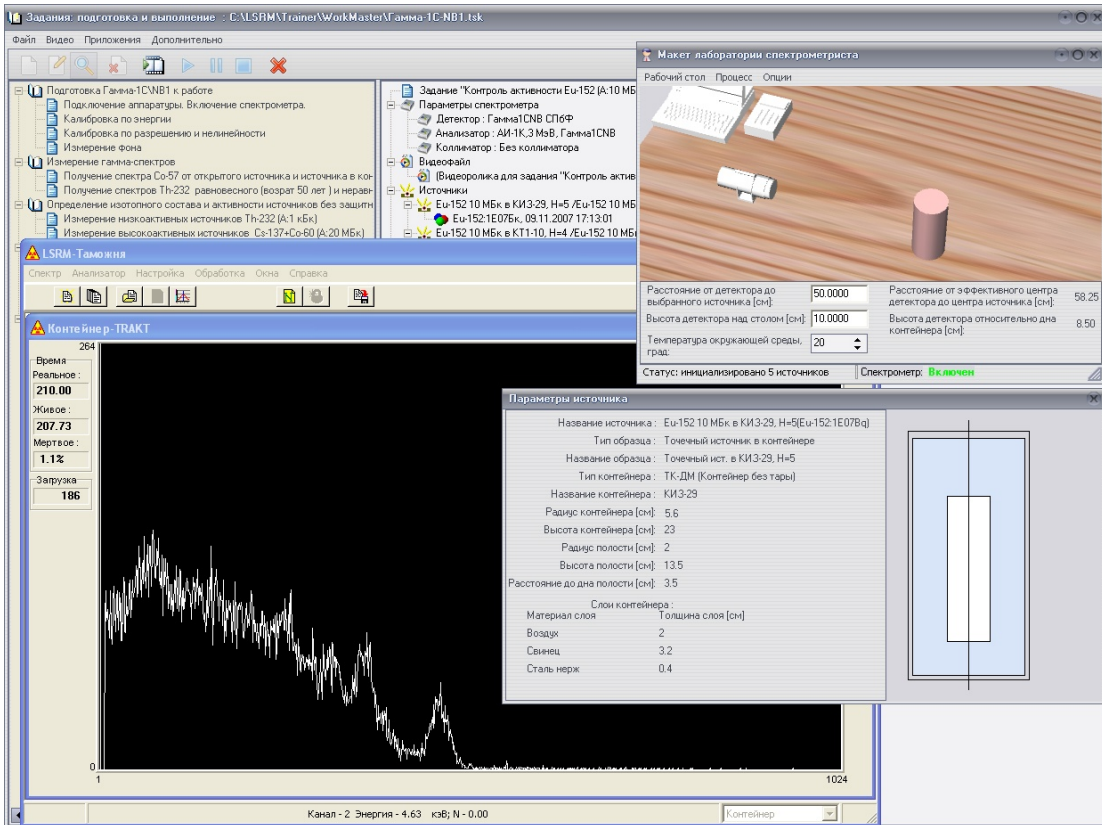 Задания: подготовка и выполнение : C:\LSRM\Trainer\WorkMaster\Гамма-1C-NB1.tsk
Файл Видео Приложения Дополнительно
Подготовка Гамма-1C\NB1 к работе
Подключение аппаратуры. Включение спектрометра.
Калибровка по энергии
Калибровка по разрешению и нелинейности
Измерение фона
Измерение гамма-спектров
Получение спектра Co-57 от открытого источника и источника в кон
Получение спектров Th-232 равновесного (возрат 50 лет ) и неравн
Определение изотопного состава и активности источников без защитн
Измерение низкоактивных источников Th-232 (A:1 кБк)
Измерение высокоактивных источников Cs-137+Co-60 (A:20 МБк)
Задание "Контроль активности Eu-152 (A:10 МБ
Параметры спектрометра
Детектор : Гамма1CNB СПбФ
Анализатор : АИ-1К,3 МэВ, Гамма1CNB
Коллиматор : Без коллиматора
Видеофайл
(Видеоролика для задания "Контроль актив
Источники
Eu-152 10 МБк в КИЗ-29, H=5 /Eu-152 10 МБ
Eu-152:1E07Бк, 09.11.2007 17:13:01
Eu-152 10 МБк в КТ1-10, H=4 /Eu-152 10 МБ
Макет лаборатории спектрометриста
Рабочий стол Процесс Опции
Расстояние от детектора до выбранного источника [см]: 50.0000
Расстояние от эффективного центра детектора до центра источника [см]: 58.25
Высота детектора над столом [см]: 10.0000
Высота детектора относительно дна контейнера [см]: 8.50
Температура окружающей среды, град: 20
Статус: инициализировано 5 источников
Спектрометр: Включен
LSRM-Таможня
Спектр Анализатор Настройка Обработка Окна Справка
Контейнер-TRAKT
Время
Реальное :
210.00
Живое :
207.73
Мертвое :
1.1%
Загрузка
186
264
0
1
1024
Канал - 2 Энергия - 4.63 кэВ; N - 0.00
Контейнер
Параметры источника
Название источника : Eu-152 10 МБк в КИЗ-29, H=5(Eu-152:1E07Bq)
Тип образца : Точечный источник в контейнере
Название образца : Точечный ист. в КИЗ-29, H=5
Тип контейнера : ТК-ДМ (Контейнер без тары)
Название контейнера : КИЗ-29
Радиус контейнера [см]: 5.6
Высота контейнера [см]: 23
Радиус полости [см]: 2
Высота полости [см]: 13.5
Расстояние до дна полости [см]: 3.5
Слои контейнера :
Материал слоя Толщина слоя [см]
Воздух 2
Свинец 3.2
Сталь нерж 0.4